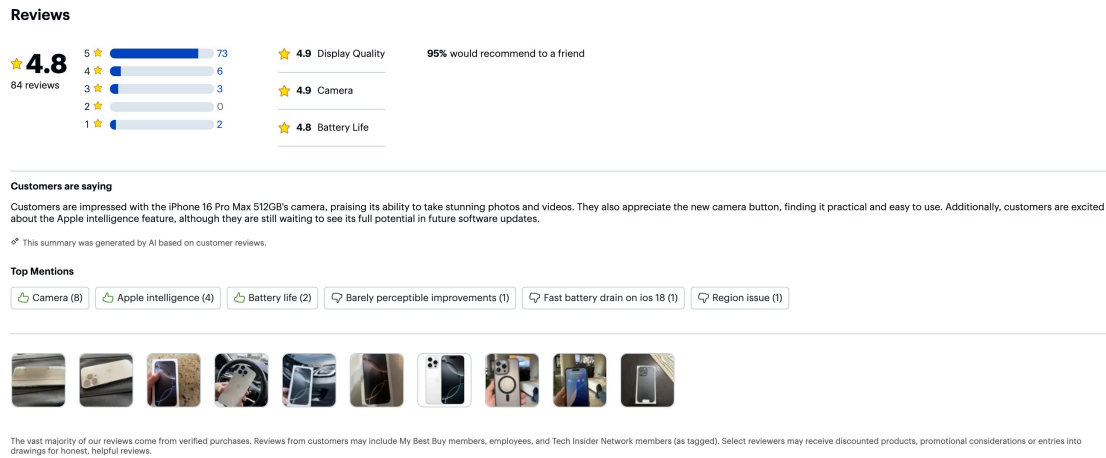 Reviews
4.8
84 reviews
5 73
4 6
3 3
2 0
1 2
4.9 Display Quality
4.9 Camera
4.8 Battery Life
95% would recommend to a friend
Customers are saying
Customers are impressed with the iPhone 16 Pro Max 512GB's camera, praising its ability to take stunning photos and videos. They also appreciate the new camera button, finding it practical and easy to use. Additionally, customers are excited
about the Apple intelligence feature, although they are still waiting to see its full potential in future software updates.
This summary was generated by AI based on customer reviews.
Top Mentions
Camera (8) Apple intelligence (4) Battery life (2) Barely perceptible improvements (1) Fast battery drain on ios 18 (1) Region issue (1)
The vast majority of our reviews come from verified purchases. Reviews from customers may include My Best Buy members, employees, and Tech Insider Network members (as tagged). Select reviewers may receive discounted products, promotional considerations or entries into
drawings for honest, helpful reviews.